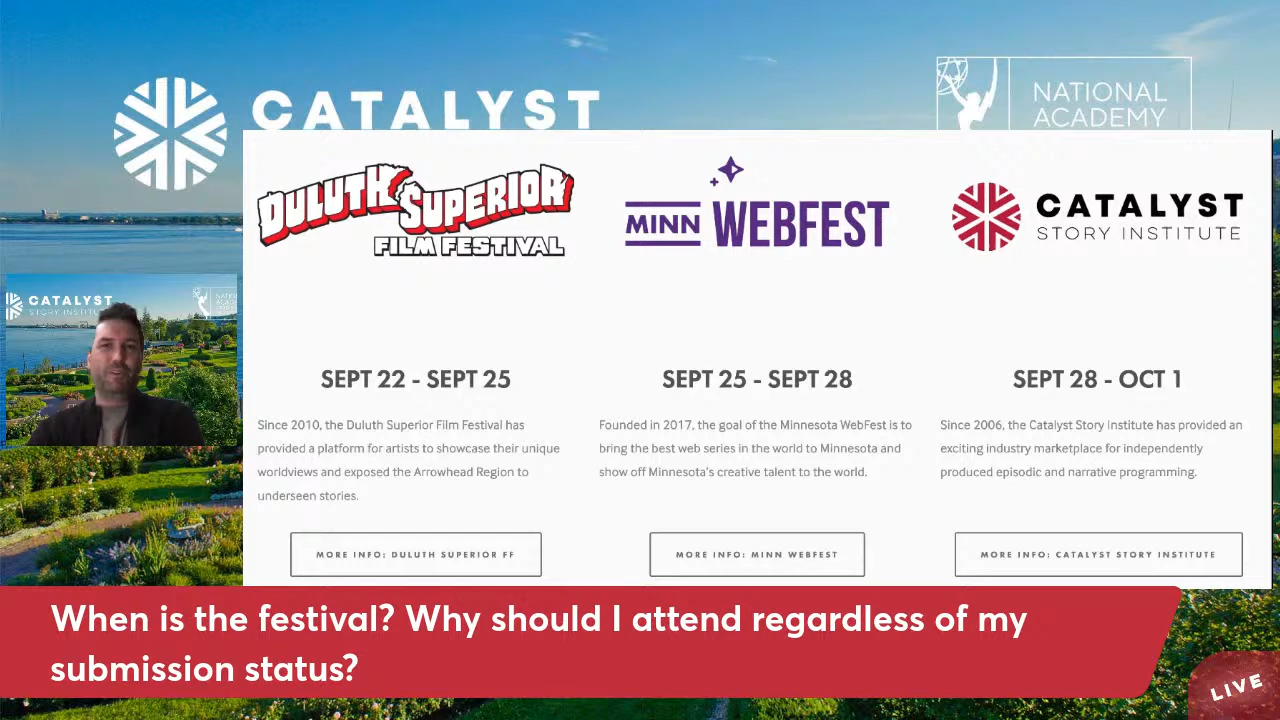 CATALYST
NATIONAL
ACADEMY
DULUTH SUPERIOR
FILM FESTIVAL
MINN WEBFEST
CATALYST
STORY INSTITUTE
SEPT 22 - SEPT 25
Since 2010, the Duluth Superior Film Festival has
provided a platform for artists to showcase their unique
worldviews and exposed the Arrowhead Region to
underseen stories.
MORE INFO: DULUTH SUPERIOR FF
SEPT 25 - SEPT 28
Founded in 2017, the goal of the Minnesota WebFest is to
bring the best web series in the world to Minnesota and
show off Minnesota's creative talent to the world.
MORE INFO: MINN WEBFEST
SEPT 28 - OCT 1
Since 2006, the Catalyst Story Institute has provided an
exciting industry marketplace for independently
produced episodic and narrative programming.
MORE INFO: CATALYST STORY INSTITUTE
CATALYST
When is the festival? Why should I attend regardless of my
submission status?
LIVE